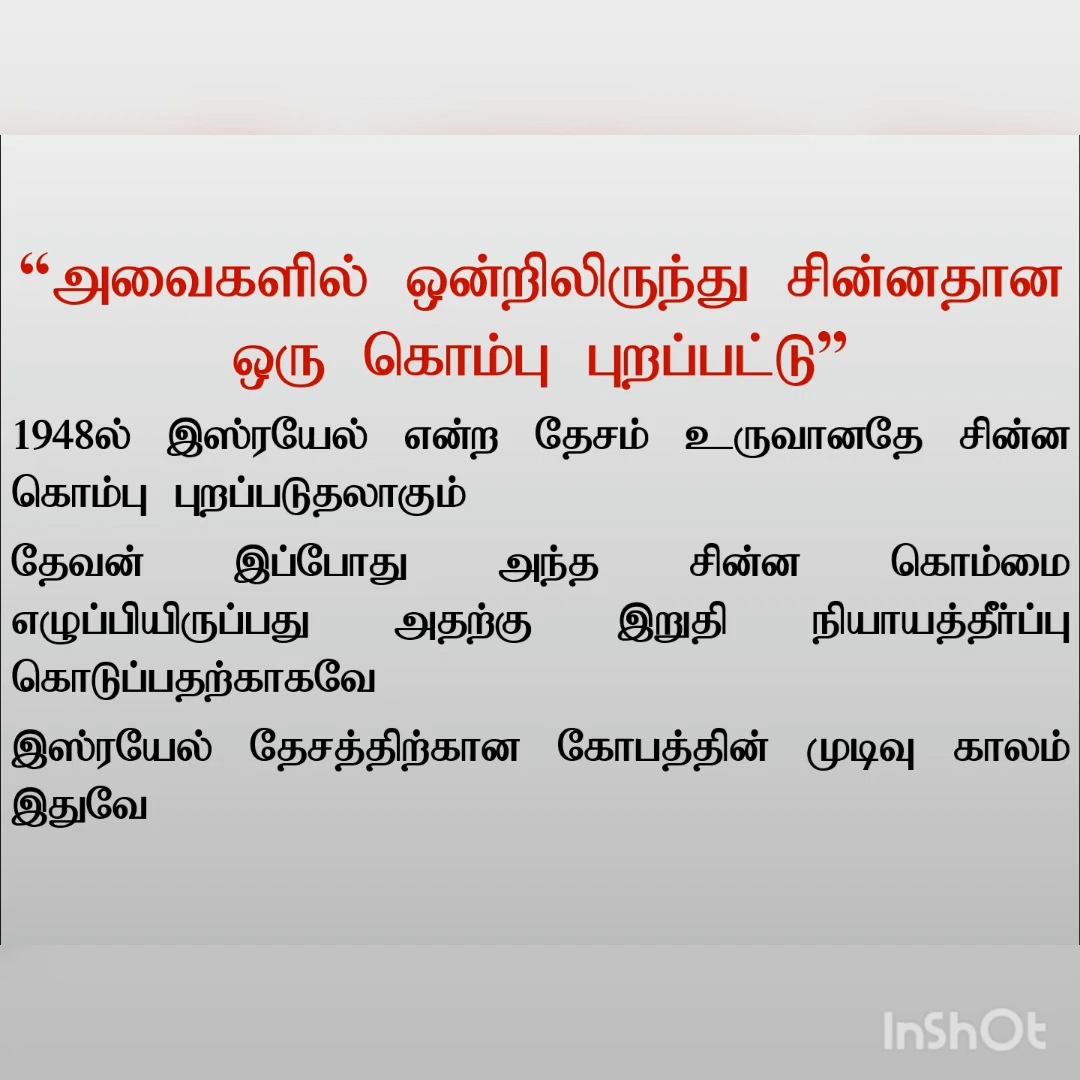 “அவைகளில் ஒன்றிலிருந்து சின்னதான
ஒரு கொம்பு புறப்பட்டு”
1948ல் இஸ்ரயேல் என்ற தேசம் உருவானதே சின்ன
கொம்பு புறப்படுதலாகும்
தேவன் இப்போது அந்த சின்ன கொம்மை
எழுப்பியிருப்பது அதற்கு இறுதி நியாயத்தீர்ப்பு
கொடுப்பதற்காகவே
இஸ்ரயேல் தேசத்திற்கான கோபத்தின் முடிவு காலம்
இதுவே
InShOt